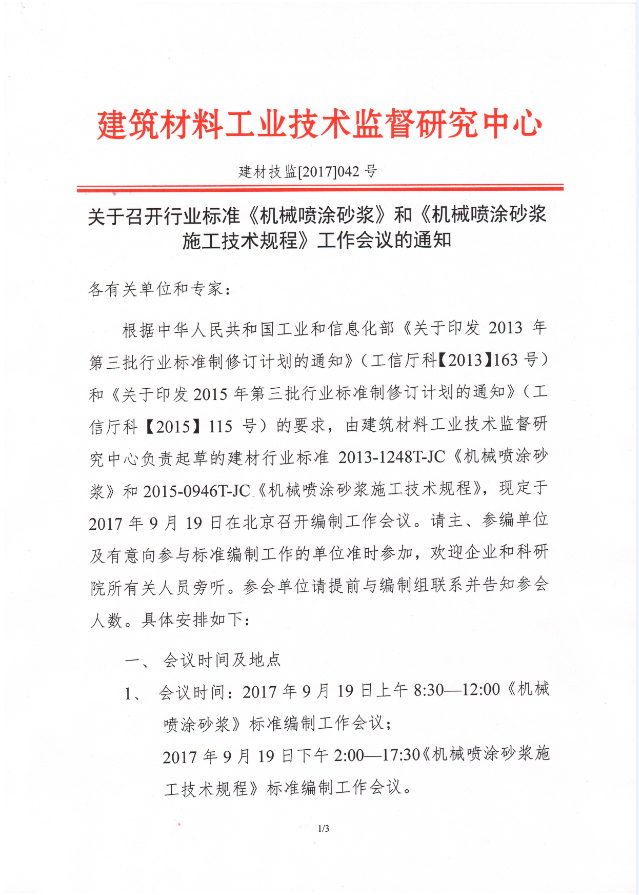 建筑材料工业技术监督研究中心
建材技监[2017]042 号
关于召开行业标准《机械喷涂砂浆》和《机械喷涂砂浆
施工技术规程》工作会议的通知
各有关单位和专家：
根据中华人民共和国工业和信息化部《关于印发 2013 年
第三批行业标准制修订计划的通知》（工信厅科【2013】163 号）
和《关于印发 2015 年第三批行业标准制修订计划的通知》（工
信厅科【2015】115 号）的要求，由建筑材料工业技术监督研
究中心负责起草的建材行业标准 2013-1248T-JC《机械喷涂砂
浆》和 2015-0946T-JC《机械喷涂砂浆施工技术规程》，现定于
2017 年 9 月 19 日在北京召开编制工作会议。请主、参编单位
及有意向参与标准编制工作的单位准时参加，欢迎企业和科研
院所有关人员旁听。参会单位请提前与编制组联系并告知参会
人数。具体安排如下：
一、 会议时间及地点
1、 会议时间：2017 年 9 月 19 日上午 8:30—12:00《机械
喷涂砂浆》标准编制工作会议；
2017 年 9 月 19 日下午 2:00—17:30《机械喷涂砂浆施
工技术规程》标准编制工作会议。
1/3